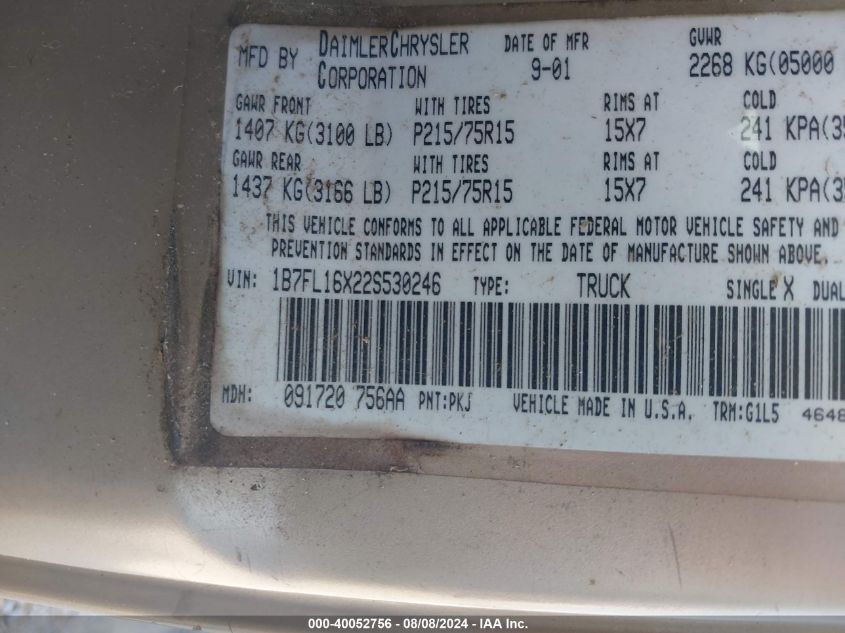 MFD BY DAIMLERCHRYSLER CORPORATION DATE OF MFR 9-01 GVWR 2268 KG(05000
GAWR FRONT WITH TIRES RIMS AT COLD
1407 KG(3100 LB) P215/75R15 15X7 241 KPA(35
GAWR REAR WITH TIRES RIMS AT COLD
1437 KG(3166 LB) P215/75R15 15X7 241 KPA(35
THIS VEHICLE CONFORMS TO ALL APPLICABLE FEDERAL MOTOR VEHICLE SAFETY AND
PREVENTION STANDARDS IN EFFECT ON THE DATE OF MANUFACTURE SHOWN ABOVE.
VIN: 1B7FL16X22S530246 TYPE: TRUCK SINGLE X DUAL
MDH: 091720 756AA PNT:PKJ VEHICLE MADE IN U.S.A. TRM:G1L5 4648
000-40052756 - 08/08/2024 - IAA Inc.